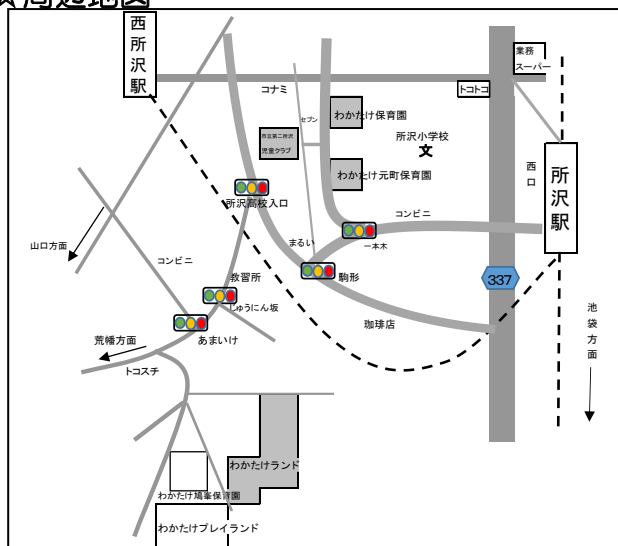 周辺地図
西所沢駅
業務
スーパー
コナミ
トコトコ
セブン
わかたけ保育園
所沢小学校
文
児童クラブ
わかたけ元町保育園
西口
所沢駅
所沢高校入口
コンビニ
まるい
一本木
山口方面
コンビニ
教習所
駒形
337
じゅうにん坂
珈琲店
池袋方面
荒幡方面
あまいけ
トコスチ
わかたけランド
わかたけ鳩峯保育園
わかたけプレイランド